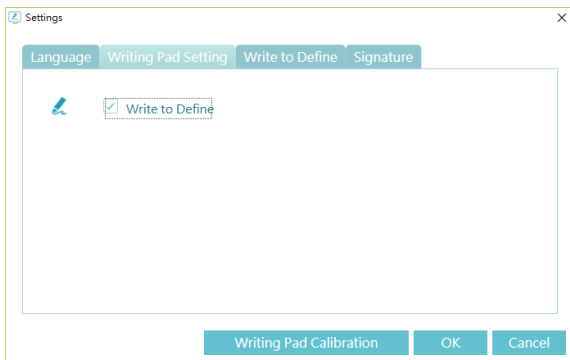 Settings
Language Writing Pad Setting Write to Define Signature
Write to Define
Writing Pad Calibration OK Cancel